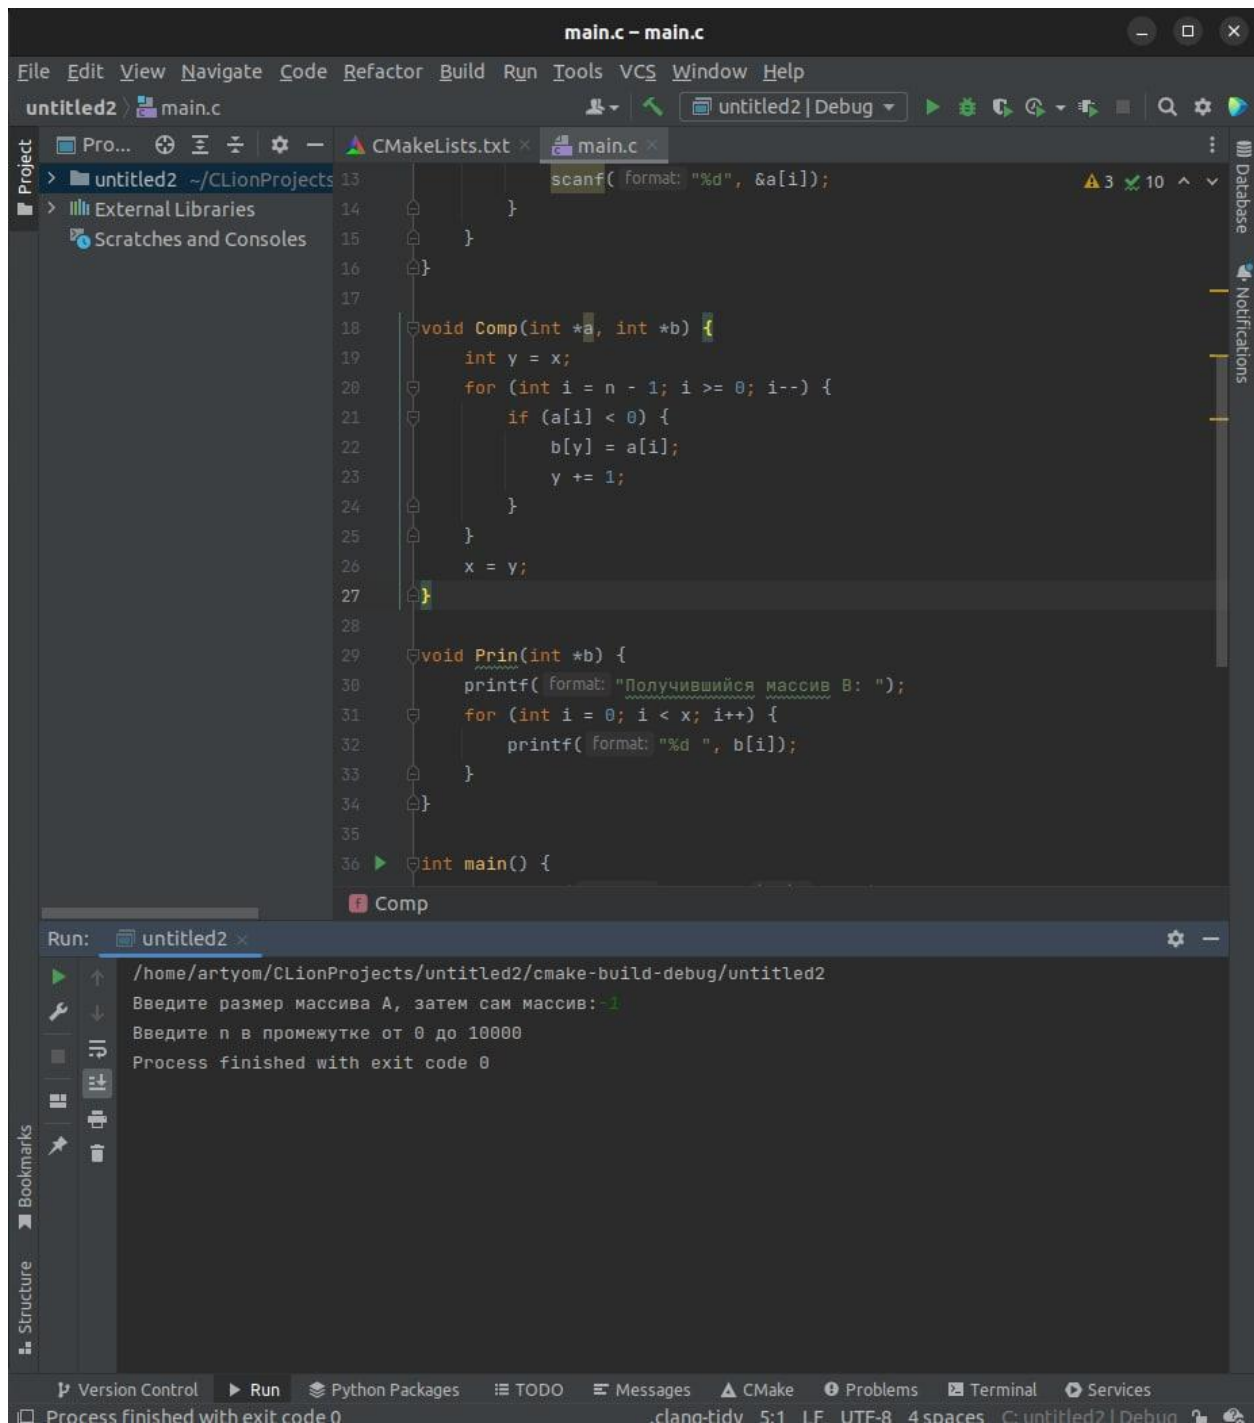 main.c – main.c
File Edit View Navigate Code Refactor Build Run Tools VCS Window Help
untitled2 main.c untitled2 | Debug
Project
Pro... CMakeLists.txt main.c
untitled2 ~/CLionProjects
External Libraries
Scratches and Consoles
13 scanf( format: "%d", &a[i]);
3 10
14 }
15 }
16 }
17
18 void Comp(int *a, int *b) {
19 int y = x;
20 for (int i = n - 1; i >= 0; i--) {
21 if (a[i] < 0) {
22 b[y] = a[i];
23 y += 1;
24 }
25 }
26 x = y;
27 }
28
29 void Prin(int *b) {
30 printf( format: "Получившийся массив B: ");
31 for (int i = 0; i < x; i++) {
32 printf( format: "%d ", b[i]);
33 }
34 }
35
36 int main() {
f Comp
Database
Notifications
Run: untitled2
/home/artyom/CLionProjects/untitled2/cmake-build-debug/untitled2
Введите размер массива A, затем сам массив:-1
Введите n в промежутке от 0 до 10000
Process finished with exit code 0
Bookmarks
Structure
Version Control Run Python Packages TODO Messages CMake Problems Terminal Services
Process finished with exit code 0 .clang-tidy 5:1 LF UTF-8 4 spaces C: untitled2 | Debug